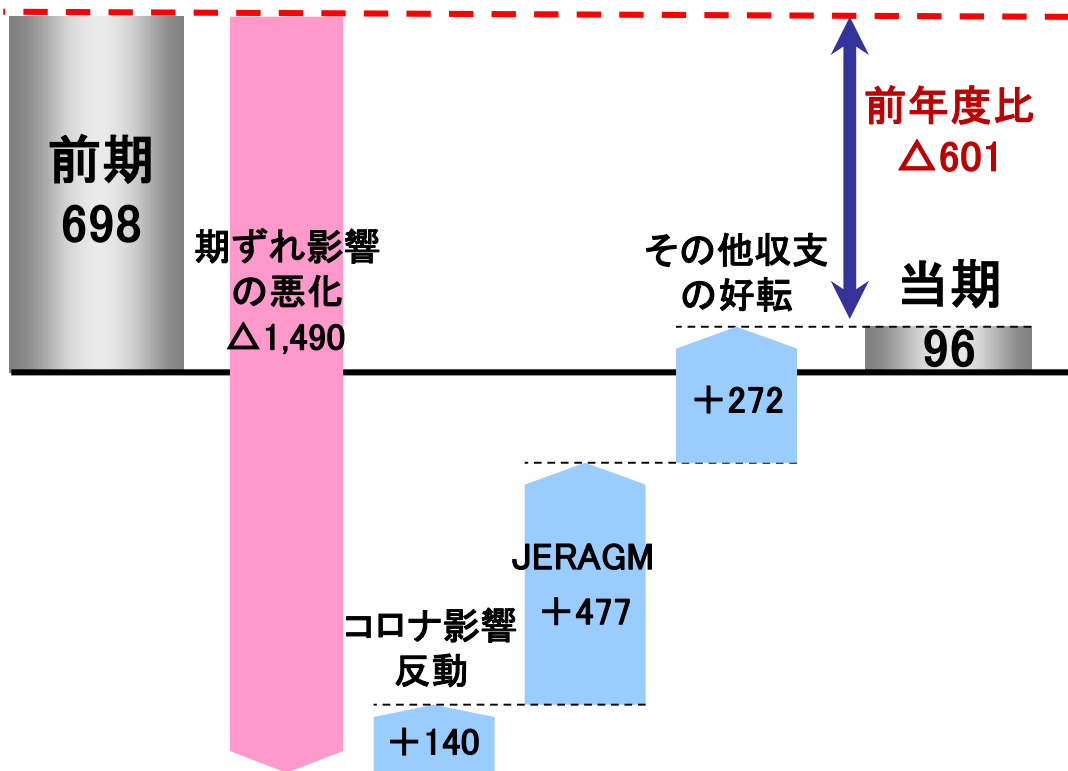 前期
698
期ずれ影響
の悪化
△1,490
コロナ影響
反動
＋140
JERAGM
＋477
その他収支
の好転
＋272
前年度比
△601
当期
96